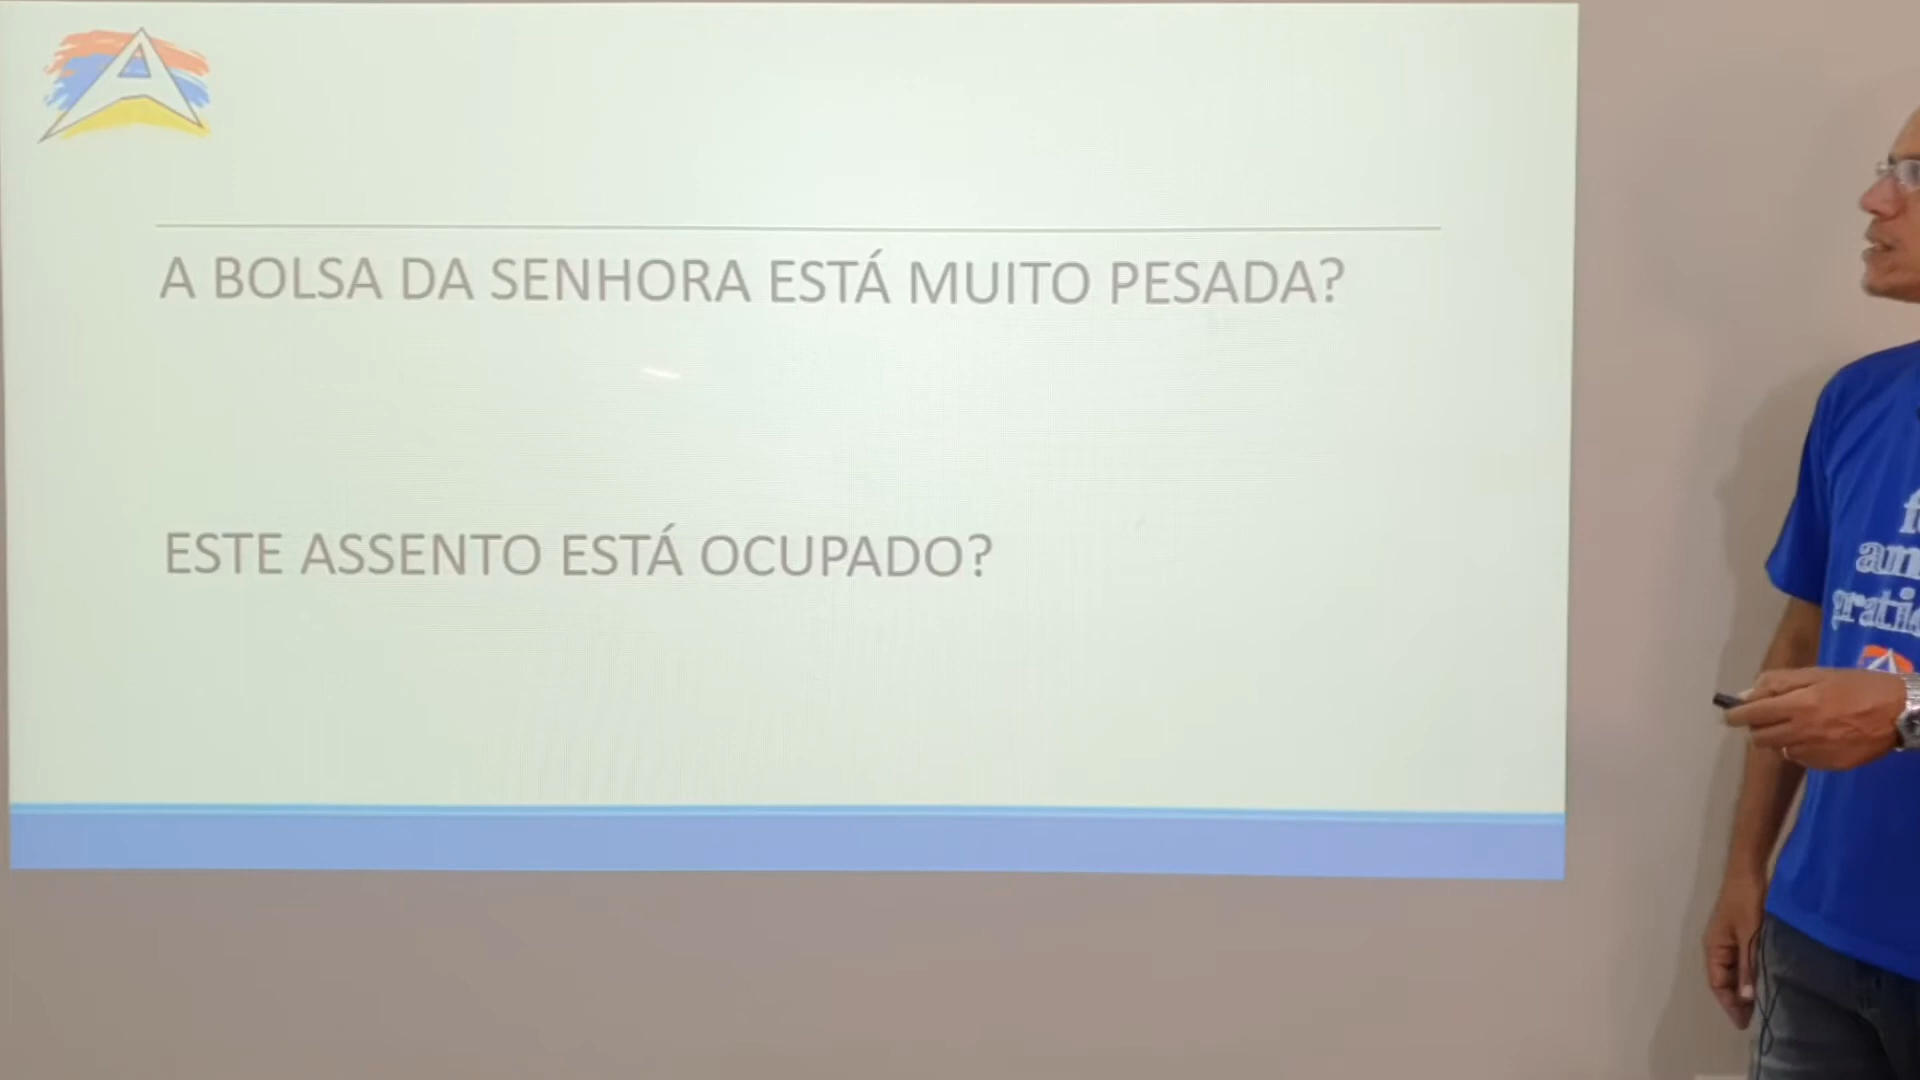 A BOLSA DA SENHORA ESTÁ MUITO PESADA?
ESTE ASSENTO ESTÁ OCUPADO?